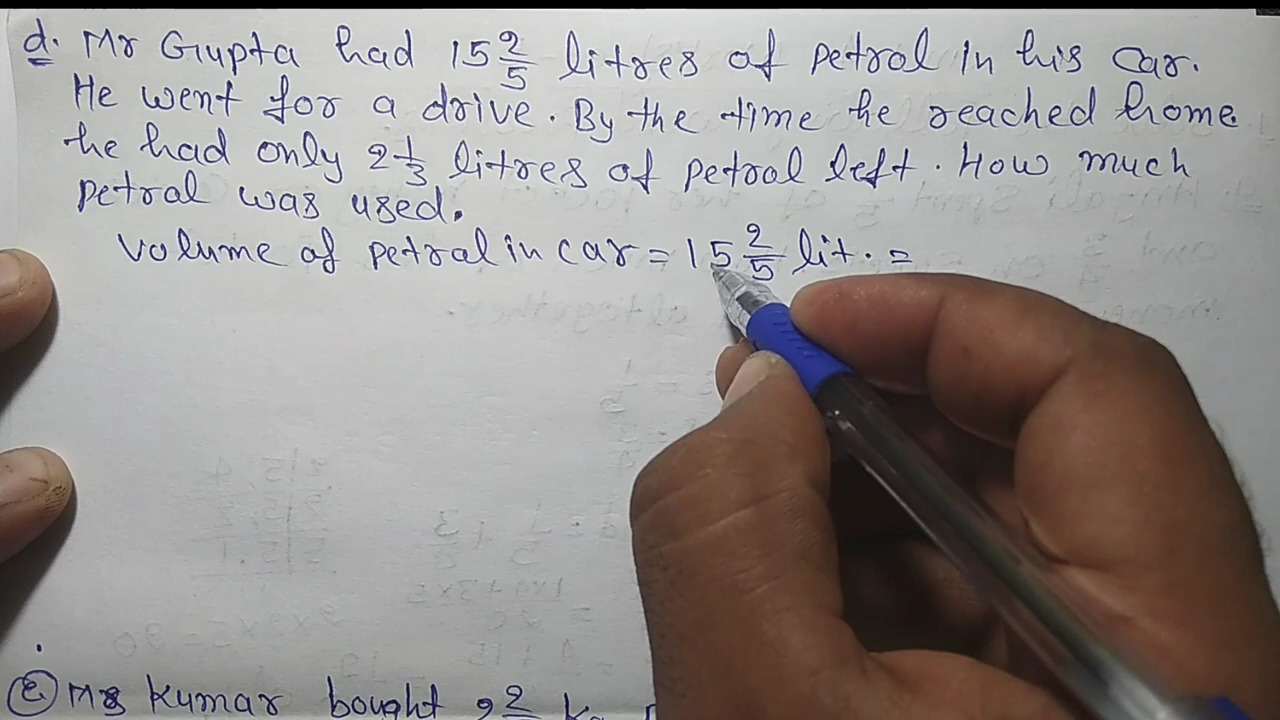 d. Mr Gupta had 15 2/5 litres of petrol in his car.
He went for a drive. By the time he reached home
he had only 2 1/3 litres of petrol left. How much
petral was used.
Volume of petral in car = 15 2/5 lit. =
e Mrs Kumar bought 2 2/